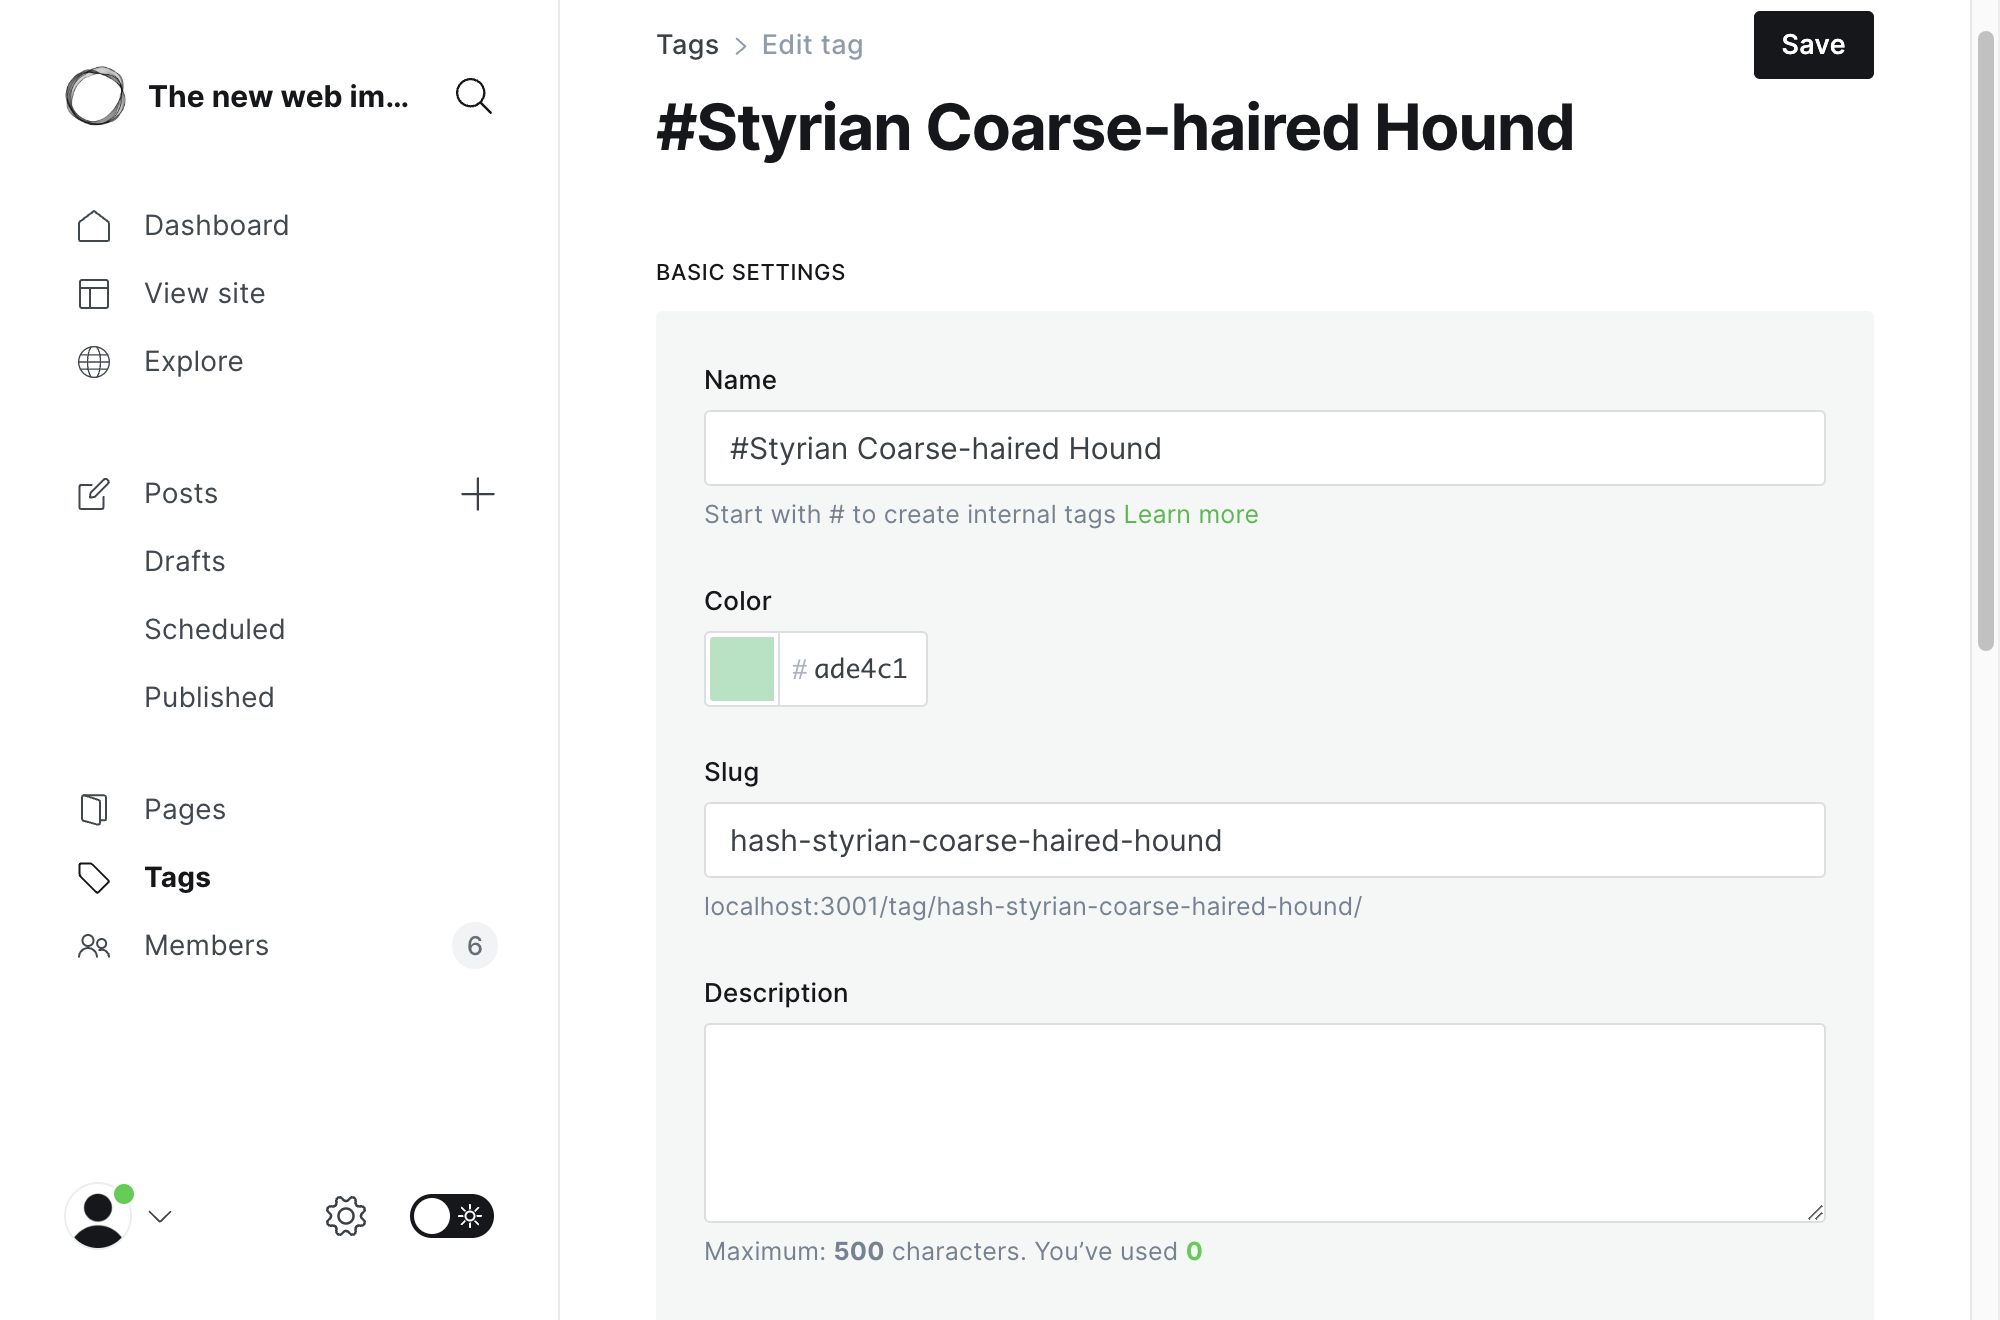 The new web im...
Dashboard
View site
Explore
Posts
Drafts
Scheduled
Published
Pages
Tags
Members
6
Tags > Edit tag
Save
#Styrian Coarse-haired Hound
BASIC SETTINGS
Name
#Styrian Coarse-haired Hound
Start with # to create internal tags Learn more
Color
# ade4c1
Slug
hash-styrian-coarse-haired-hound
localhost:3001/tag/hash-styrian-coarse-haired-hound/
Description
Maximum: 500 characters. You’ve used 0